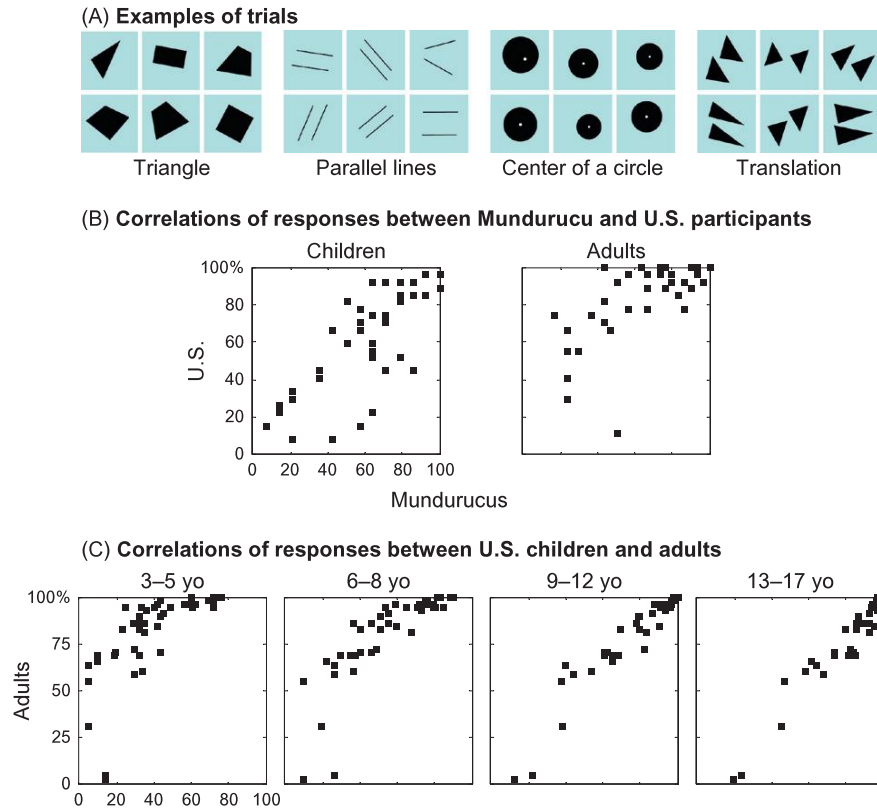 (A) Examples of trials
Triangle Parallel lines Center of a circle Translation
(B) Correlations of responses between Mundurucu and U.S. participants
Children Adults
100%
80
60
40
20
0
U.S.
0 20 40 60 80 100
Mundurucus
(C) Correlations of responses between U.S. children and adults
3–5 yo 6–8 yo 9–12 yo 13–17 yo
100%
75
50
25
0
Adults
0 20 40 60 80 100